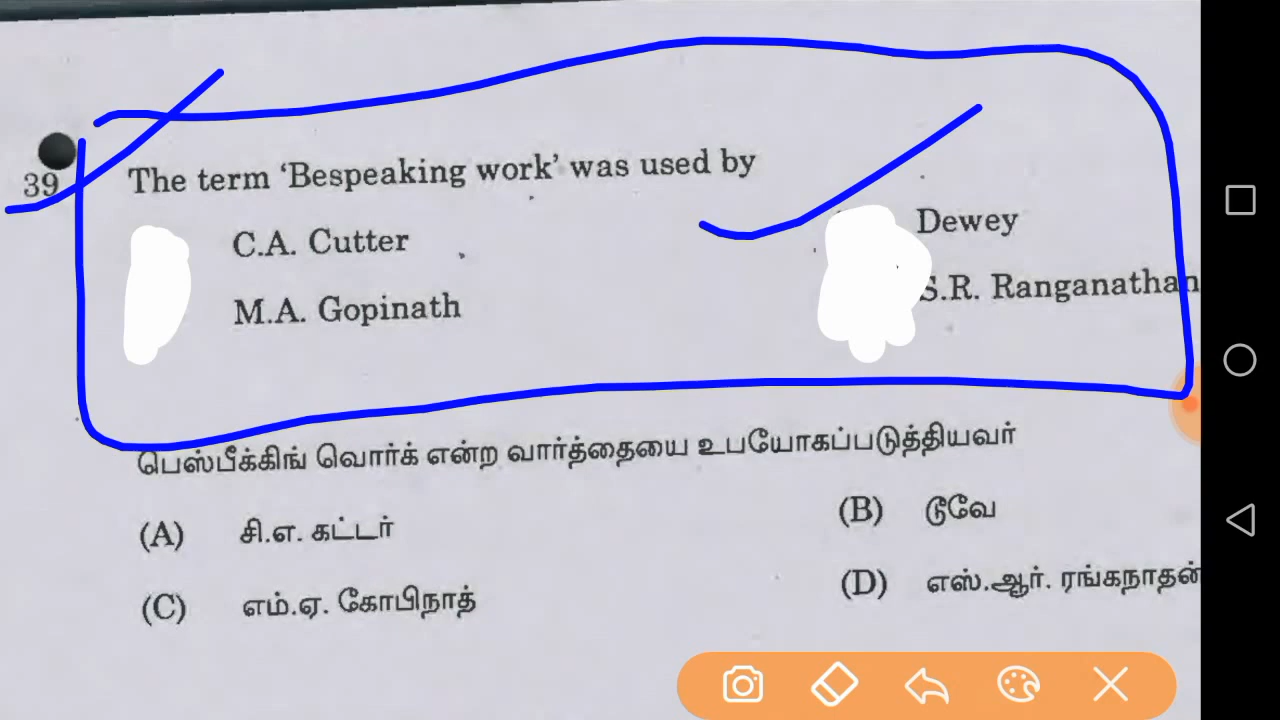 39
The term 'Bespeaking work' was used by
C.A. Cutter
Dewey
M.A. Gopinath
S.R. Ranganathan
பெஸ்பீக்கிங் வொர்க் என்ற வார்த்தையை உபயோகப்படுத்தியவர்
(A) சி.எ. கட்டர்
(B) டூவே
(C) எம்.ஏ. கோபிநாத்
(D) எஸ்.ஆர். ரங்கநாதன்